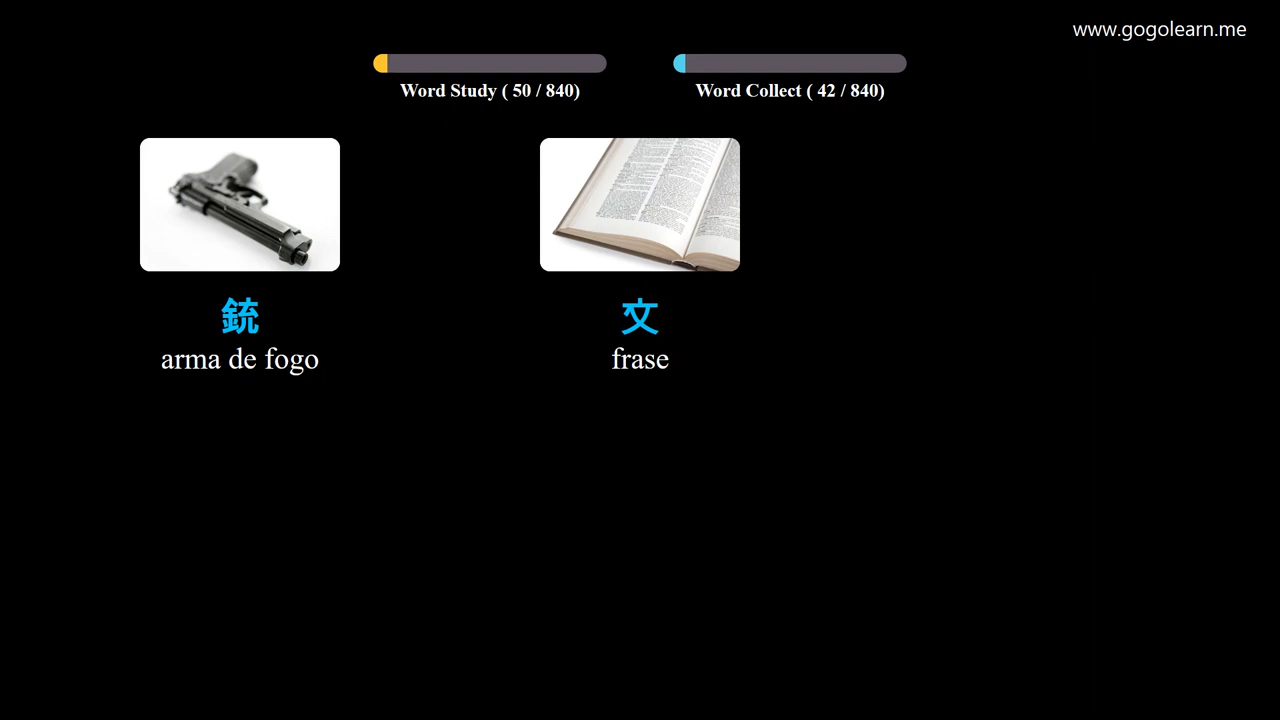 www.gogolearn.me
Word Study ( 50 / 840)
Word Collect ( 42 / 840)
銃
arma de fogo
文
frase